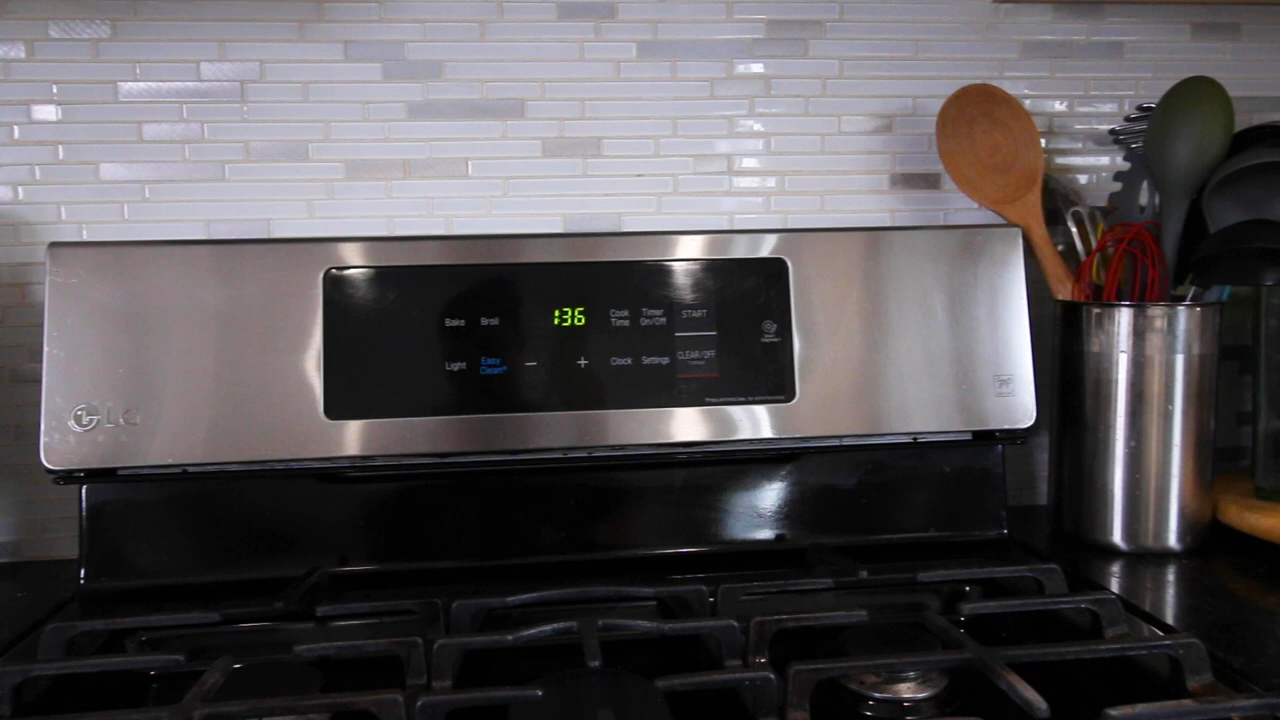 1:36
Cook Time
Timer On/Off
START
Bake
Broil
Light
Easy Clean®
−
+
Clock
Settings
CLEAR/OFF
LG